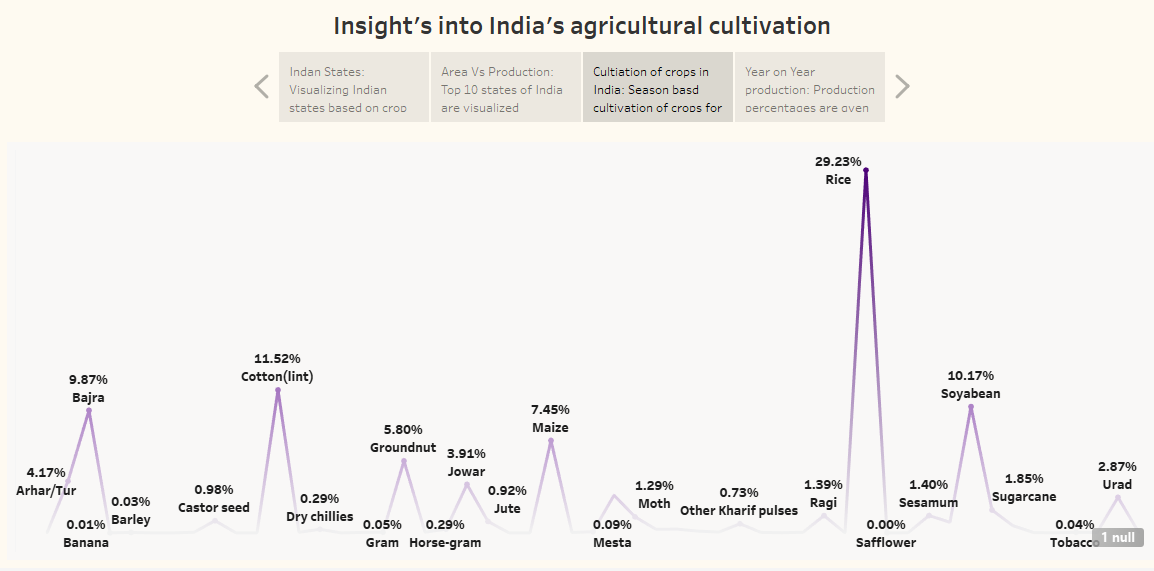 Insight's into India's agricultural cultivation
Indan States:
Visualizing Indian
states based on crop
Area Vs Production:
Top 10 states of India
are visualized
Cultiation of crops in
India: Season basd
cultivation of crops for
Year on Year
production: Production
percentages are gven
29.23%
Rice
11.52%
Cotton(lint)
9.87%
Bajra
10.17%
Soyabean
7.45%
Maize
5.80%
Groundnut
3.91%
Jowar
4.17%
Arhar/Tur
2.87%
Urad
0.98%
Castor seed
0.03%
Barley
0.29%
Dry chillies
0.92%
Jute
1.29%
Moth
0.73%
Other Kharif pulses
1.39%
Ragi
1.40%
Sesamum
1.85%
Sugarcane
0.01%
Banana
0.05%
Gram
0.29%
Horse-gram
0.09%
Mesta
0.00%
Safflower
0.04%
Tobacco
1 null